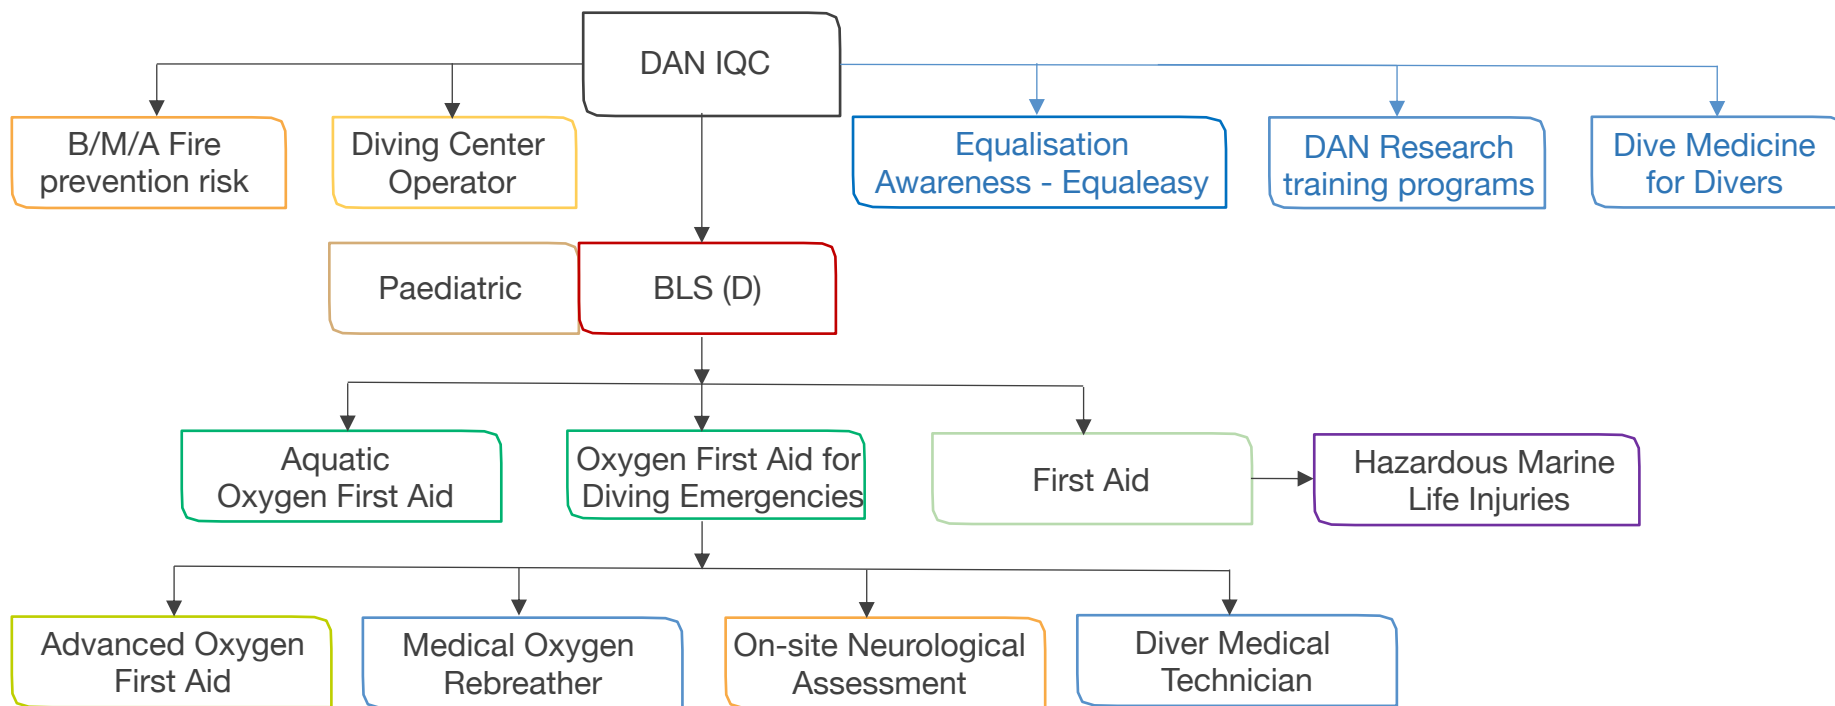 DAN IQC
B/M/A Fire
prevention risk
Diving Center
Operator
Equalisation
Awareness - Equaleasy
DAN Research
training programs
Dive Medicine
for Divers
Paediatric
BLS (D)
Aquatic
Oxygen First Aid
Oxygen First Aid for
Diving Emergencies
First Aid
Hazardous Marine
Life Injuries
Advanced Oxygen
First Aid
Medical Oxygen
Rebreather
On-site Neurological
Assessment
Diver Medical
Technician